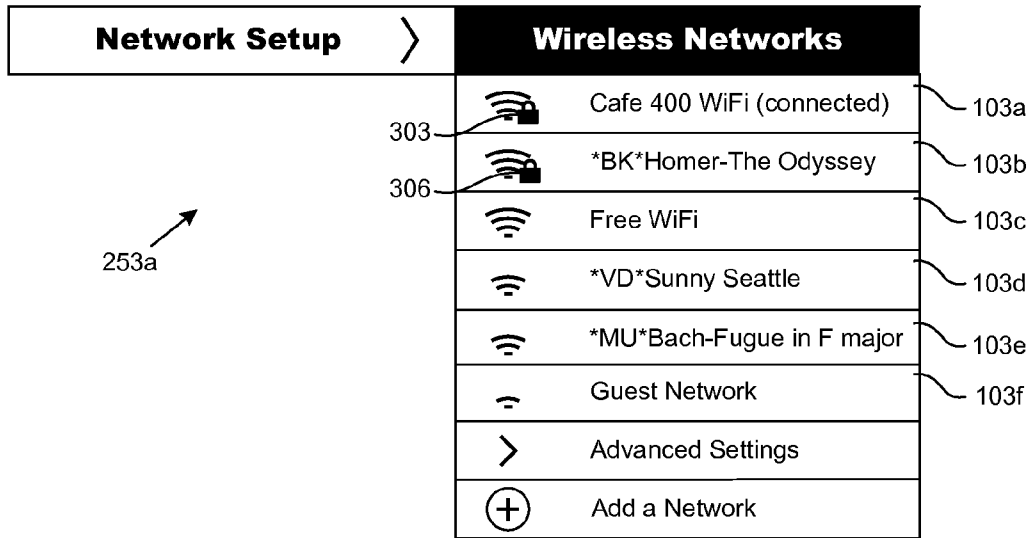 Network Setup
Wireless Networks
Cafe 400 WiFi (connected)
103a
303
*BK*Homer-The Odyssey
103b
306
Free WiFi
103c
253a
*VD*Sunny Seattle
103d
*MU*Bach-Fugue in F major
103e
Guest Network
103f
Advanced Settings
Add a Network